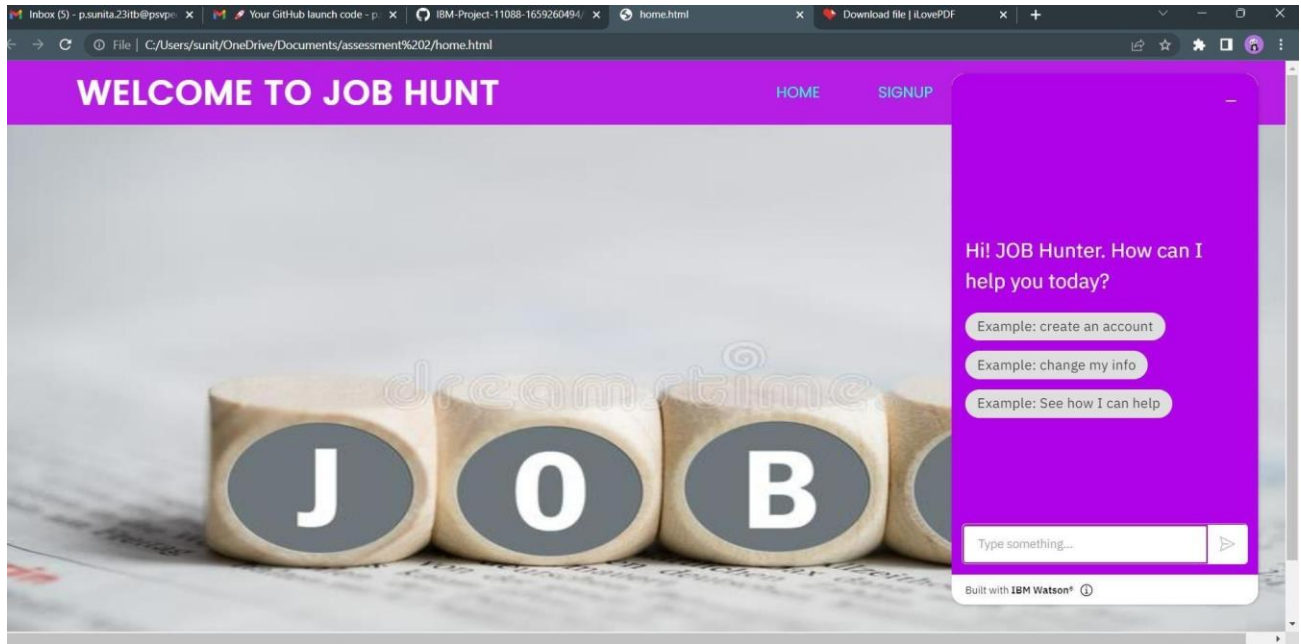 Inbox (5) - p.sunita.23itb@psvpe
Your GitHub launch code - p.
IBM-Project-11088-1659260494/
home.html
Download file | iLovePDF
File | C:/Users/sunit/OneDrive/Documents/assessment%202/home.html
WELCOME TO JOB HUNT
HOME
SIGNUP
Hi! JOB Hunter. How can I
help you today?
Example: create an account
Example: change my info
Example: See how I can help
dreamstime
J O B
Type something...
Built with IBM Watson®